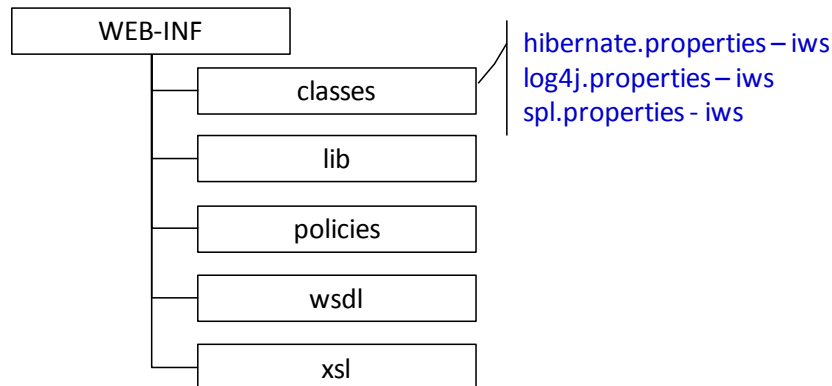 WEB-INF
classes
hibernate.properties – iws
log4j.properties – iws
spl.properties - iws
lib
policies
wsdl
xsl